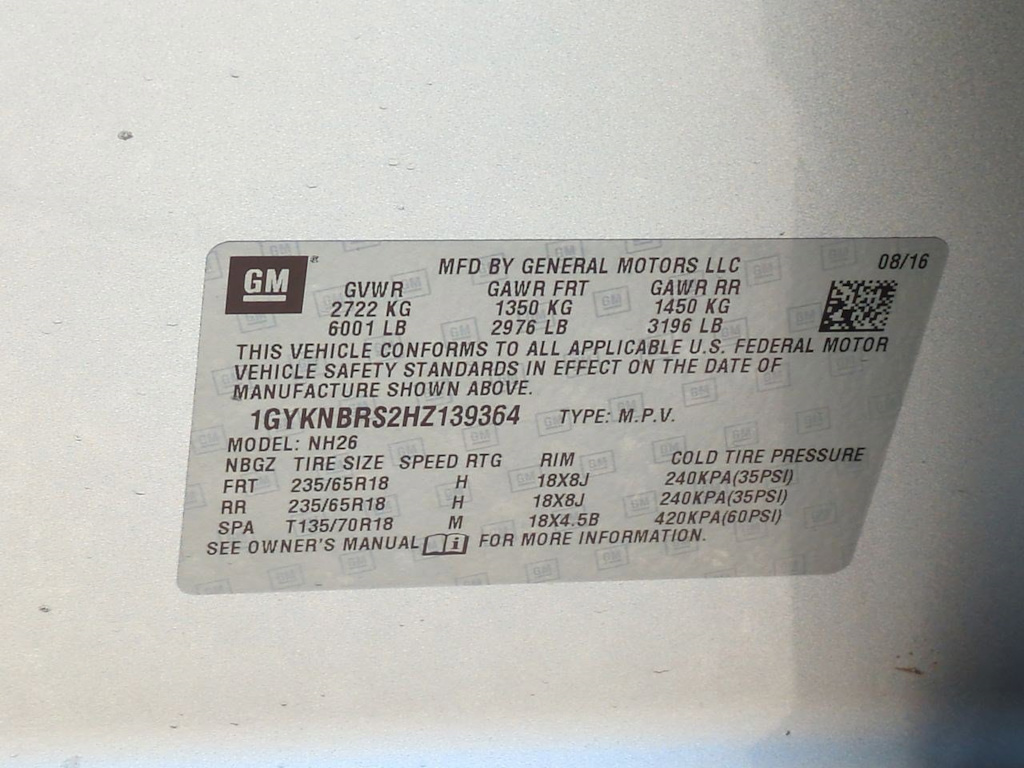 GM MFD BY GENERAL MOTORS LLC 08/16
GVWR GAWR FRT GAWR RR
2722 KG 1350 KG 1450 KG
6001 LB 2976 LB 3196 LB
THIS VEHICLE CONFORMS TO ALL APPLICABLE U.S. FEDERAL MOTOR
VEHICLE SAFETY STANDARDS IN EFFECT ON THE DATE OF
MANUFACTURE SHOWN ABOVE.
1GYKNBRS2HZ139364 TYPE: M.P.V.
MODEL: NH26
NBGZ TIRE SIZE SPEED RTG RIM COLD TIRE PRESSURE
FRT 235/65R18 H 18X8J 240KPA(35PSI)
RR 235/65R18 H 18X8J 240KPA(35PSI)
SPA T135/70R18 M 18X4.5B 420KPA(60PSI)
SEE OWNER'S MANUAL i FOR MORE INFORMATION.